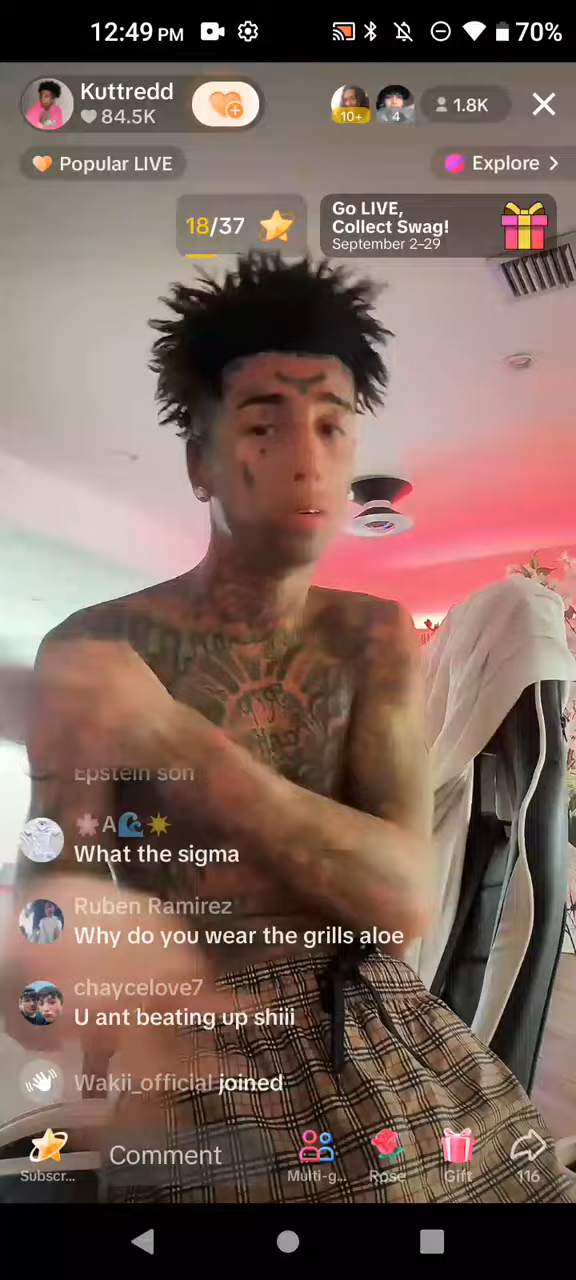 12:49 PM
70%
Kuttredd
84.5K
10+
4
1.8K
Popular LIVE
Explore >
18/37
Go LIVE,
Collect Swag!
September 2–29
Epstein son
A
What the sigma
Ruben Ramirez
Why do you wear the grills aloe
chaycelove7
U ant beating up shiii
Wakii_official joined
Subscr...
Comment
Multi-g...
Rose
Gift
116